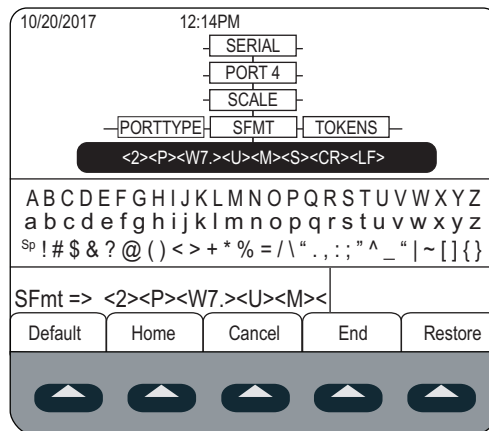 10/20/2017 12:14PM
SERIAL
PORT 4
SCALE
PORTTYPE SFMT TOKENS
<2><P><W7.><U><M><S><CR><LF>
A B C D E F G H I J K L M N O P Q R S T U V W X Y Z
a b c d e f g h i j k l m n o p q r s t u v w x y z
Sp ! # $ & ? @ ( ) < > + * % = / \ “ . , : ; ” ^ _ “ | ~ [ ] { }
SFmt => <2><P><W7.><U><M><
Default Home Cancel End Restore